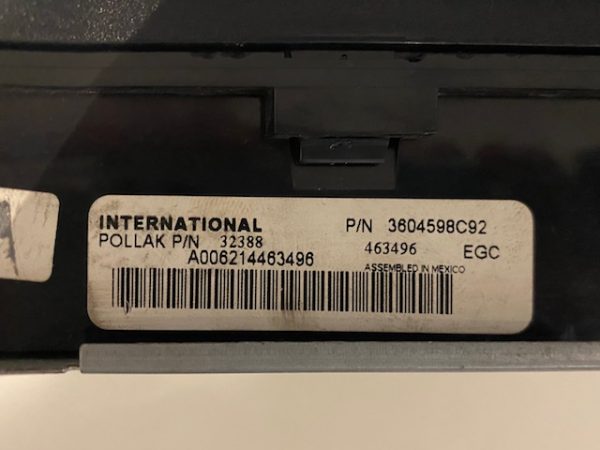 INTERNATIONAL P/N 3604598C92
POLLAK P/N 32388 463496 EGC
A006214463496 ASSEMBLED IN MEXICO